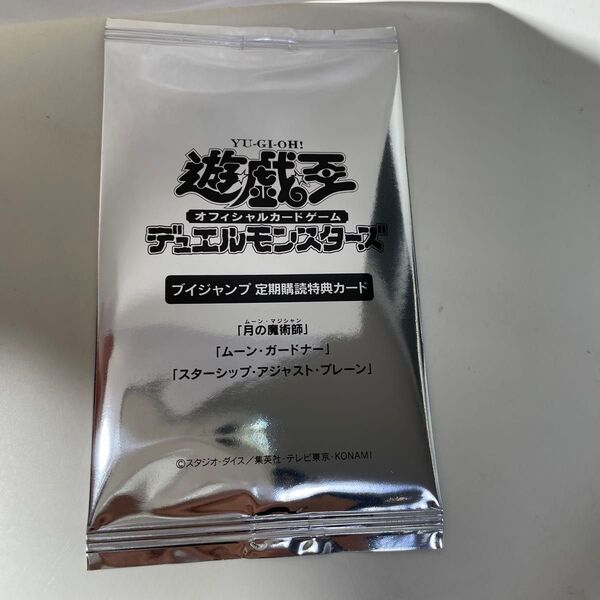 YU-GI-OH!
遊戯王
オフィシャルカードゲーム
デュエルモンスターズ
ブイジャンプ 定期購読特典カード
ムーン・マジシャン
「月の魔術師」
「ムーン・ガードナー」
「スターシップ・アジャスト・プレーン」
©スタジオ・ダイス／集英社・テレビ東京・KONAMI